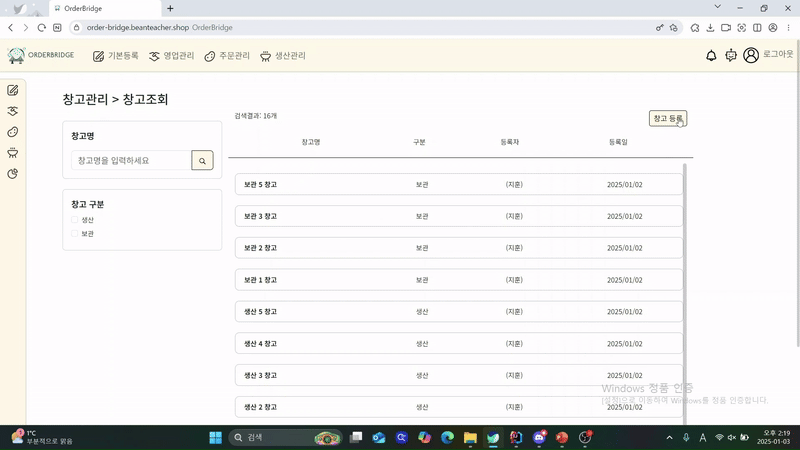 OrderBridge
order-bridge.beanteacher.shop OrderBridge
ORDERBRIDGE 기본등록 영업관리 주문관리 생산관리 로그아웃
창고관리 > 창고조회
창고명
창고명을 입력하세요
창고 구분
생산
보관
검색결과: 16개
창고 등록
창고명 구분 등록자 등록일
보관 5 창고 보관 (지훈) 2025/01/02
보관 3 창고 보관 (지훈) 2025/01/02
보관 2 창고 보관 (지훈) 2025/01/02
보관 1 창고 보관 (지훈) 2025/01/02
생산 5 창고 생산 (지훈) 2025/01/02
생산 4 창고 생산 (지훈) 2025/01/02
생산 3 창고 생산 (지훈) 2025/01/02
생산 2 창고 생산 (지훈) 2025/01/02
Windows 정품 인증
[설정]으로 이동하여 Windows를 정품 인증합니다.
1°C
부분적으로 맑음
검색
A
오후 2:19
2025-01-03